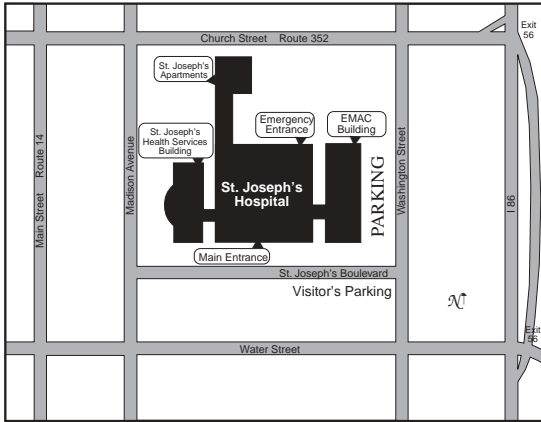 Church Street Route 352
Exit
56
St. Joseph's
Apartments
Emergency
Entrance
EMAC
Building
St. Joseph's
Health Services
Building
Main Street Route 14
Madison Avenue
St. Joseph's
Hospital
PARKING
Washington Street
I 86
Main Entrance
St. Joseph's Boulevard
Visitor's Parking
N
Exit
56
Water Street